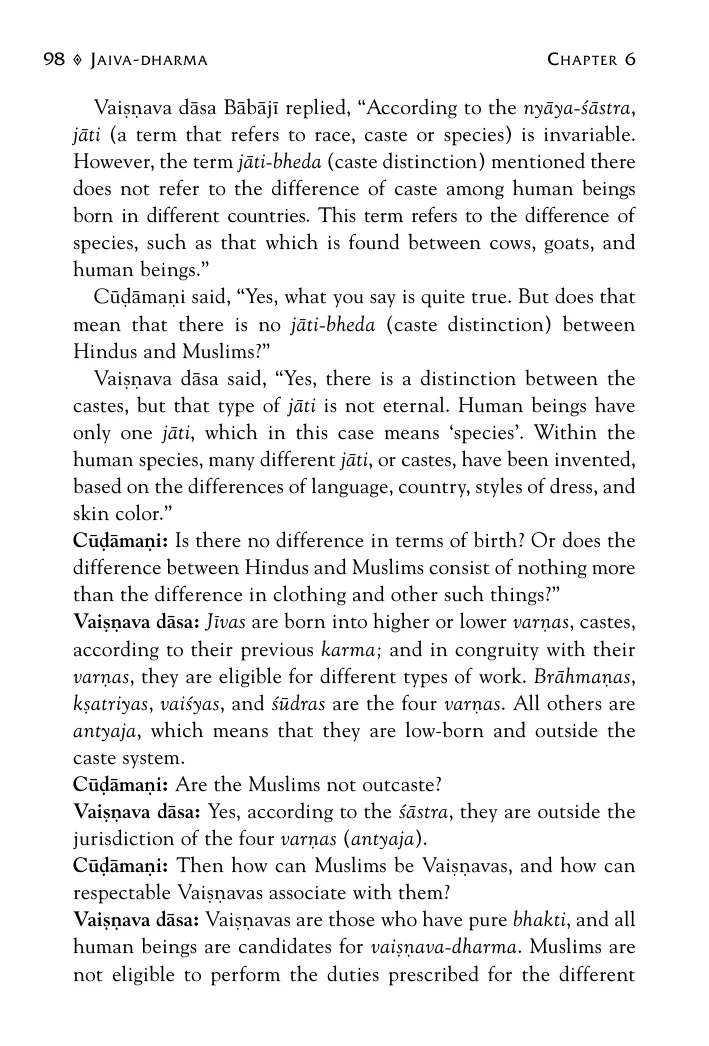 98 ◈ Jaiva-dharma Chapter 6
Vaiṣṇava dāsa Bābājī replied, “According to the nyāya-śāstra,
jāti (a term that refers to race, caste or species) is invariable.
However, the term jāti-bheda (caste distinction) mentioned there
does not refer to the difference of caste among human beings
born in different countries. This term refers to the difference of
species, such as that which is found between cows, goats, and
human beings.”
Cūḍāmaṇi said, “Yes, what you say is quite true. But does that
mean that there is no jāti-bheda (caste distinction) between
Hindus and Muslims?”
Vaiṣṇava dāsa said, “Yes, there is a distinction between the
castes, but that type of jāti is not eternal. Human beings have
only one jāti, which in this case means ‘species’. Within the
human species, many different jāti, or castes, have been invented,
based on the differences of language, country, styles of dress, and
skin color.”
Cūḍāmaṇi: Is there no difference in terms of birth? Or does the
difference between Hindus and Muslims consist of nothing more
than the difference in clothing and other such things?”
Vaiṣṇava dāsa: Jīvas are born into higher or lower varṇas, castes,
according to their previous karma; and in congruity with their
varṇas, they are eligible for different types of work. Brāhmaṇas,
kṣatriyas, vaiśyas, and śūdras are the four varṇas. All others are
antyaja, which means that they are low-born and outside the
caste system.
Cūḍāmaṇi: Are the Muslims not outcaste?
Vaiṣṇava dāsa: Yes, according to the śāstra, they are outside the
jurisdiction of the four varṇas (antyaja).
Cūḍāmaṇi: Then how can Muslims be Vaiṣṇavas, and how can
respectable Vaiṣṇavas associate with them?
Vaiṣṇava dāsa: Vaiṣṇavas are those who have pure bhakti, and all
human beings are candidates for vaiṣṇava-dharma. Muslims are
not eligible to perform the duties prescribed for the different